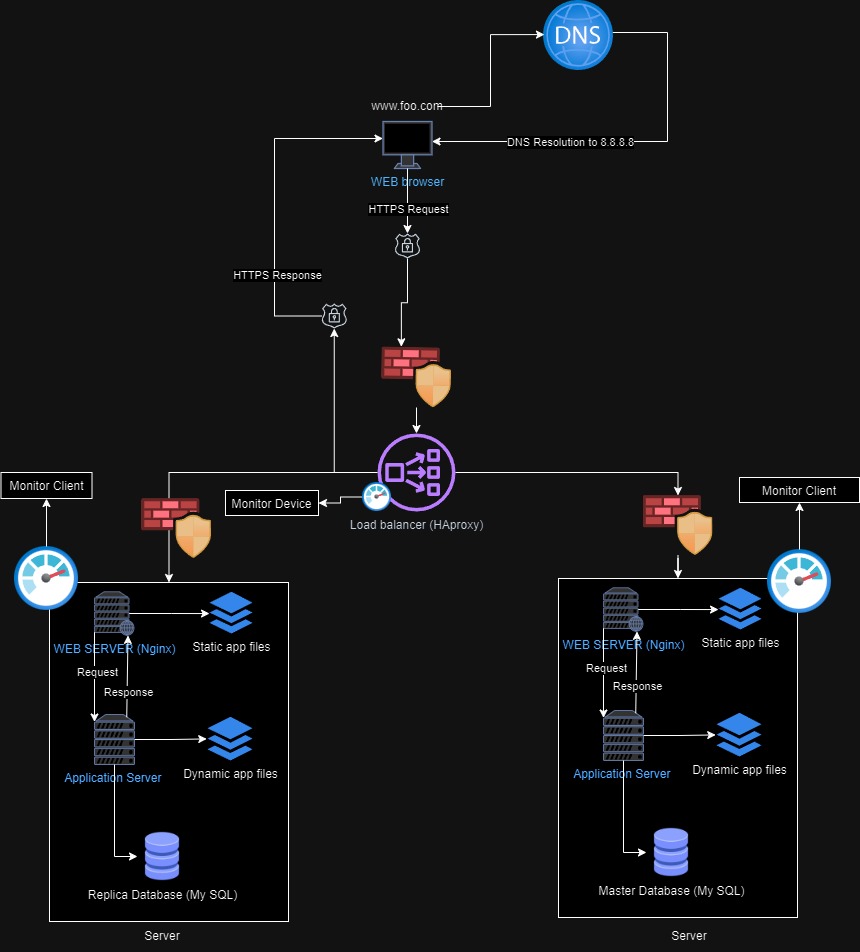 DNS
www.foo.com
DNS Resolution to 8.8.8.8
WEB browser
HTTPS Request
HTTPS Response
Monitor Client
Monitor Device
Load balancer (HAproxy)
Monitor Client
WEB SERVER (Nginx)
Static app files
Request
Response
Application Server
Dynamic app files
Replica Database (My SQL)
Server
WEB SERVER (Nginx)
Static app files
Request
Response
Application Server
Dynamic app files
Master Database (My SQL)
Server